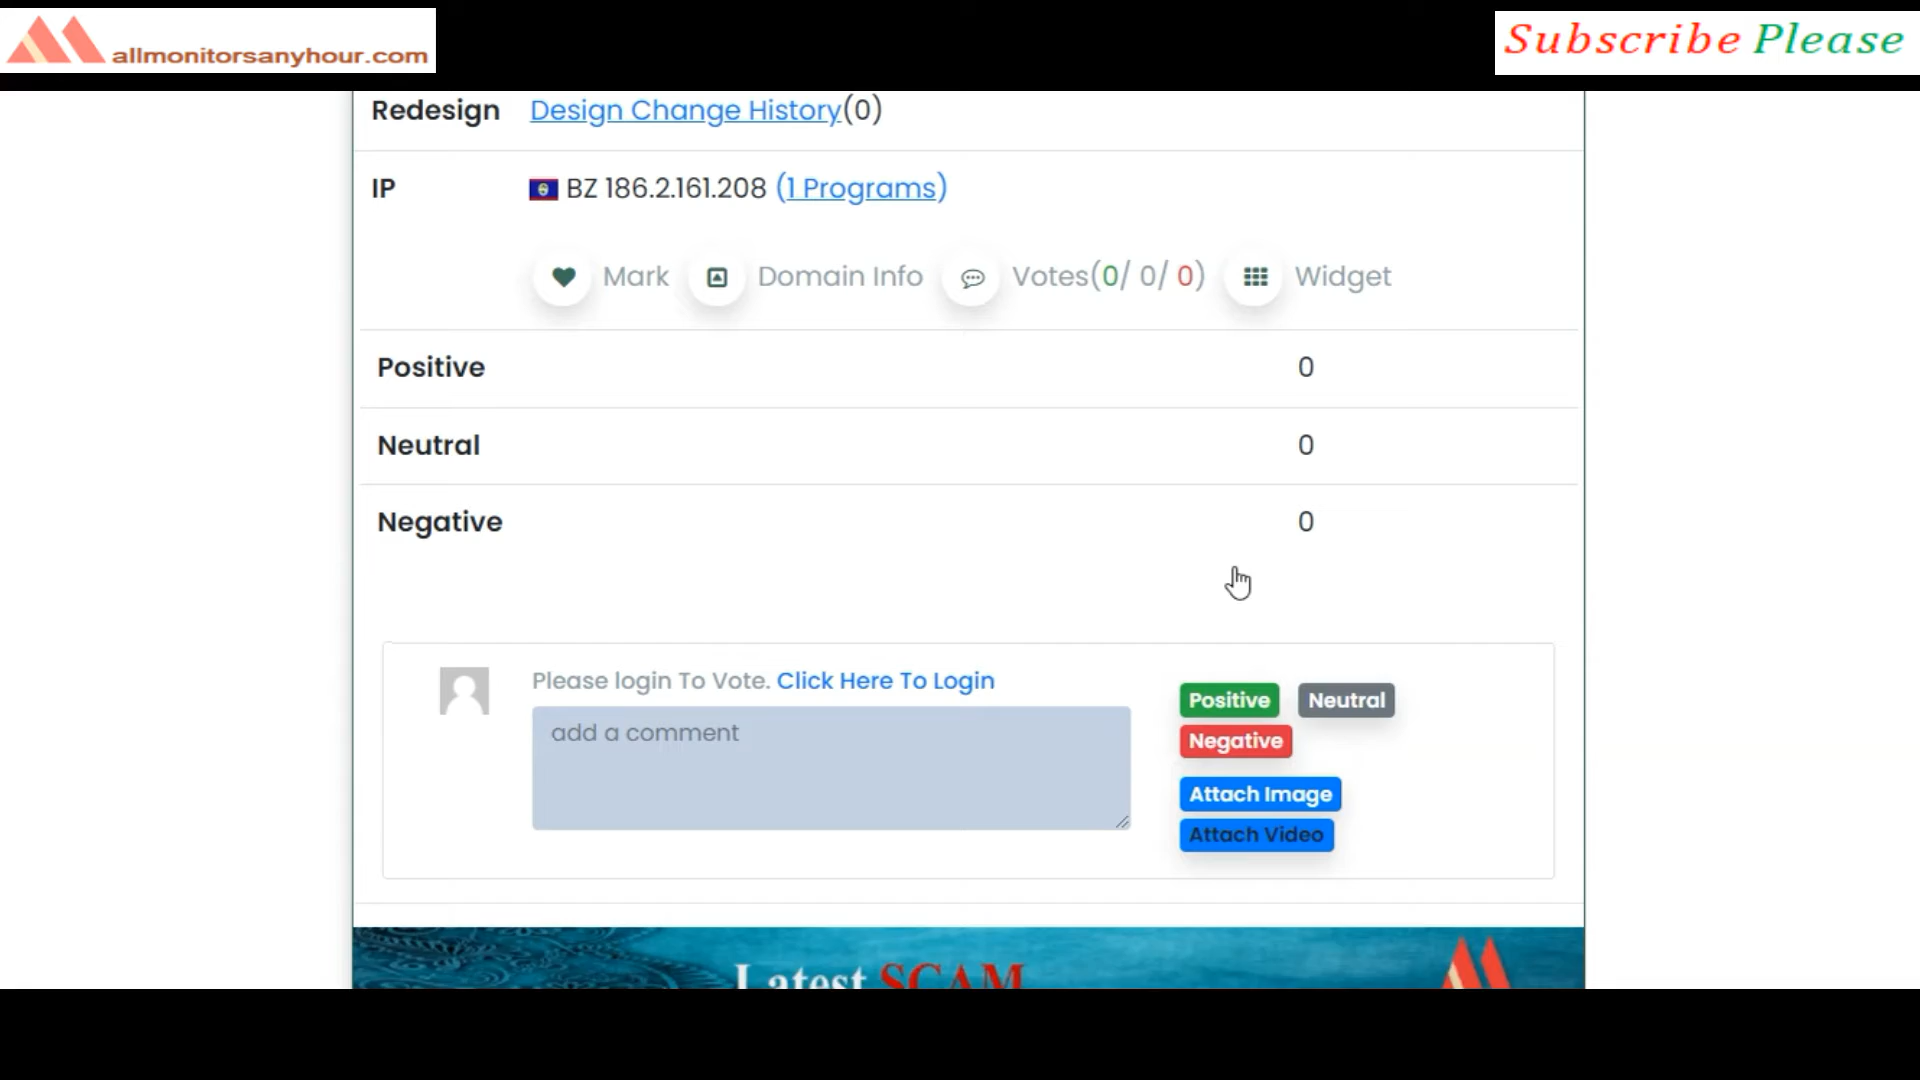 allmonitorsanyhour.com
Subscribe Please
Redesign Design Change History(0)
IP BZ 186.2.161.208 (1 Programs)
Mark Domain Info Votes(0/ 0/ 0) Widget
Positive 0
Neutral 0
Negative 0
Please login To Vote. Click Here To Login
add a comment
Positive Neutral
Negative
Attach Image
Attach Video
Latest SCAM